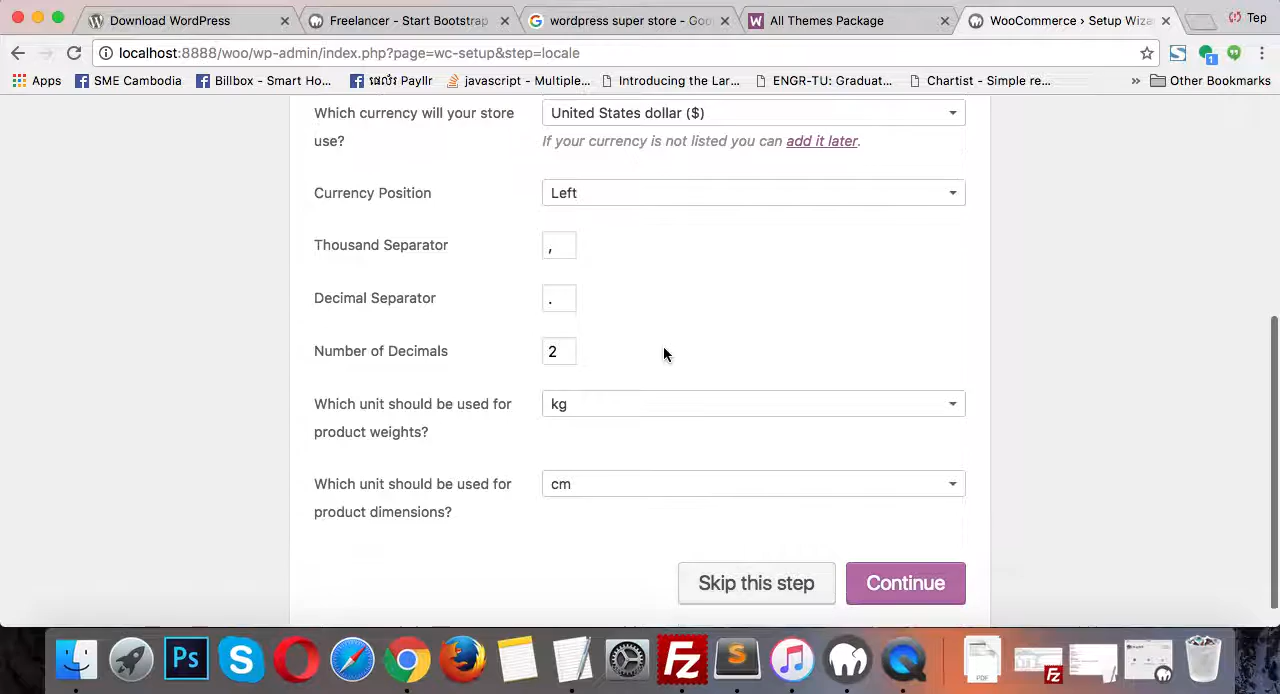 Download WordPress
Freelancer - Start Bootstrap
wordpress super store - Goo
All Themes Package
WooCommerce › Setup Wiza
Tep
localhost:8888/woo/wp-admin/index.php?page=wc-setup&step=locale
Apps
SME Cambodia
Billbox - Smart Ho...
Payllr
javascript - Multiple...
Introducing the Lar...
ENGR-TU: Graduat...
Chartist - Simple re...
»
Other Bookmarks
Which currency will your store
use?
United States dollar ($)
If your currency is not listed you can add it later.
Currency Position
Left
Thousand Separator
,
Decimal Separator
.
Number of Decimals
2
Which unit should be used for
product weights?
kg
Which unit should be used for
product dimensions?
cm
Skip this step
Continue
Ps
S
Fz
S
PDF
Fz